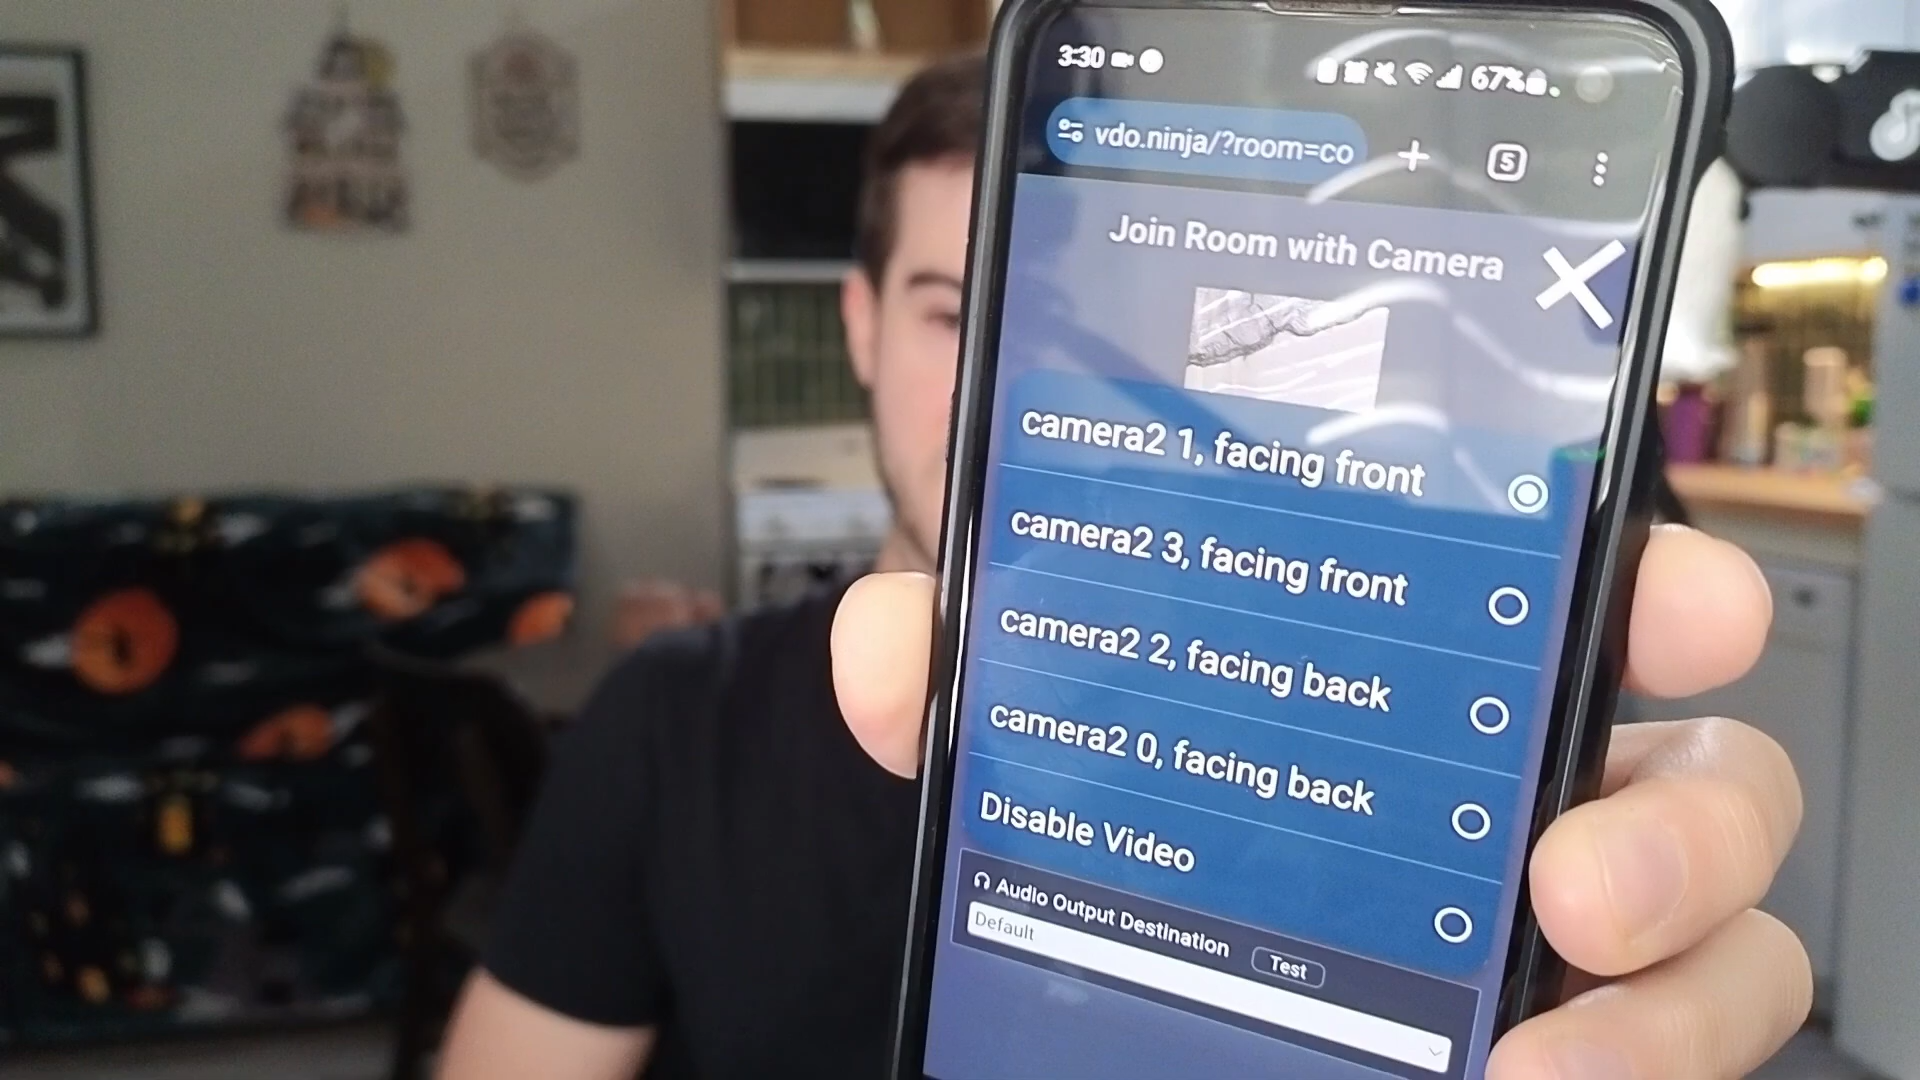 3:30
67%
vdo.ninja/?room=co
5
Join Room with Camera
camera2 1, facing front
camera2 3, facing front
camera2 2, facing back
camera2 0, facing back
Disable Video
Audio Output Destination
Test
Default